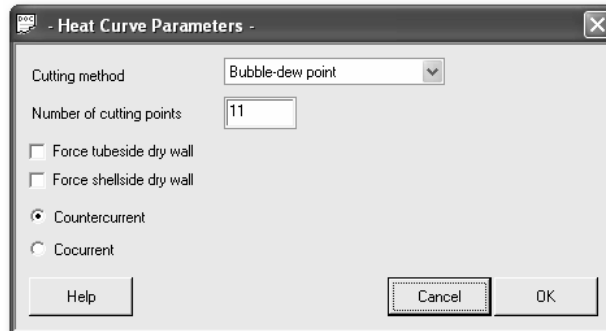 - Heat Curve Parameters -
Cutting method Bubble-dew point
Number of cutting points 11
Force tubeside dry wall
Force shellside dry wall
Countercurrent
Cocurrent
Help Cancel OK